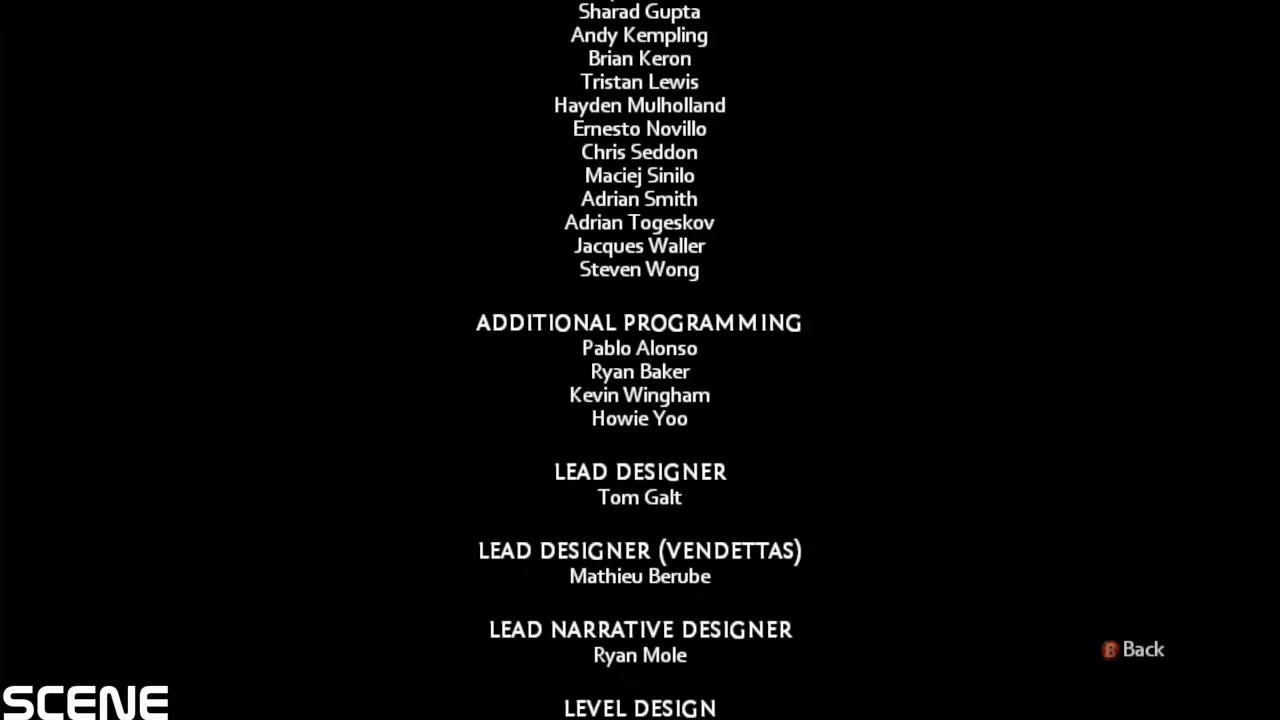 Sharad Gupta
Andy Kempling
Brian Keron
Tristan Lewis
Hayden Mulholland
Ernesto Novillo
Chris Seddon
Maciej Sinilo
Adrian Smith
Adrian Togeskov
Jacques Waller
Steven Wong
ADDITIONAL PROGRAMMING
Pablo Alonso
Ryan Baker
Kevin Wingham
Howie Yoo
LEAD DESIGNER
Tom Galt
LEAD DESIGNER (VENDETTAS)
Mathieu Berube
LEAD NARRATIVE DESIGNER
Ryan Mole
B Back
LEVEL DESIGN
SCENE